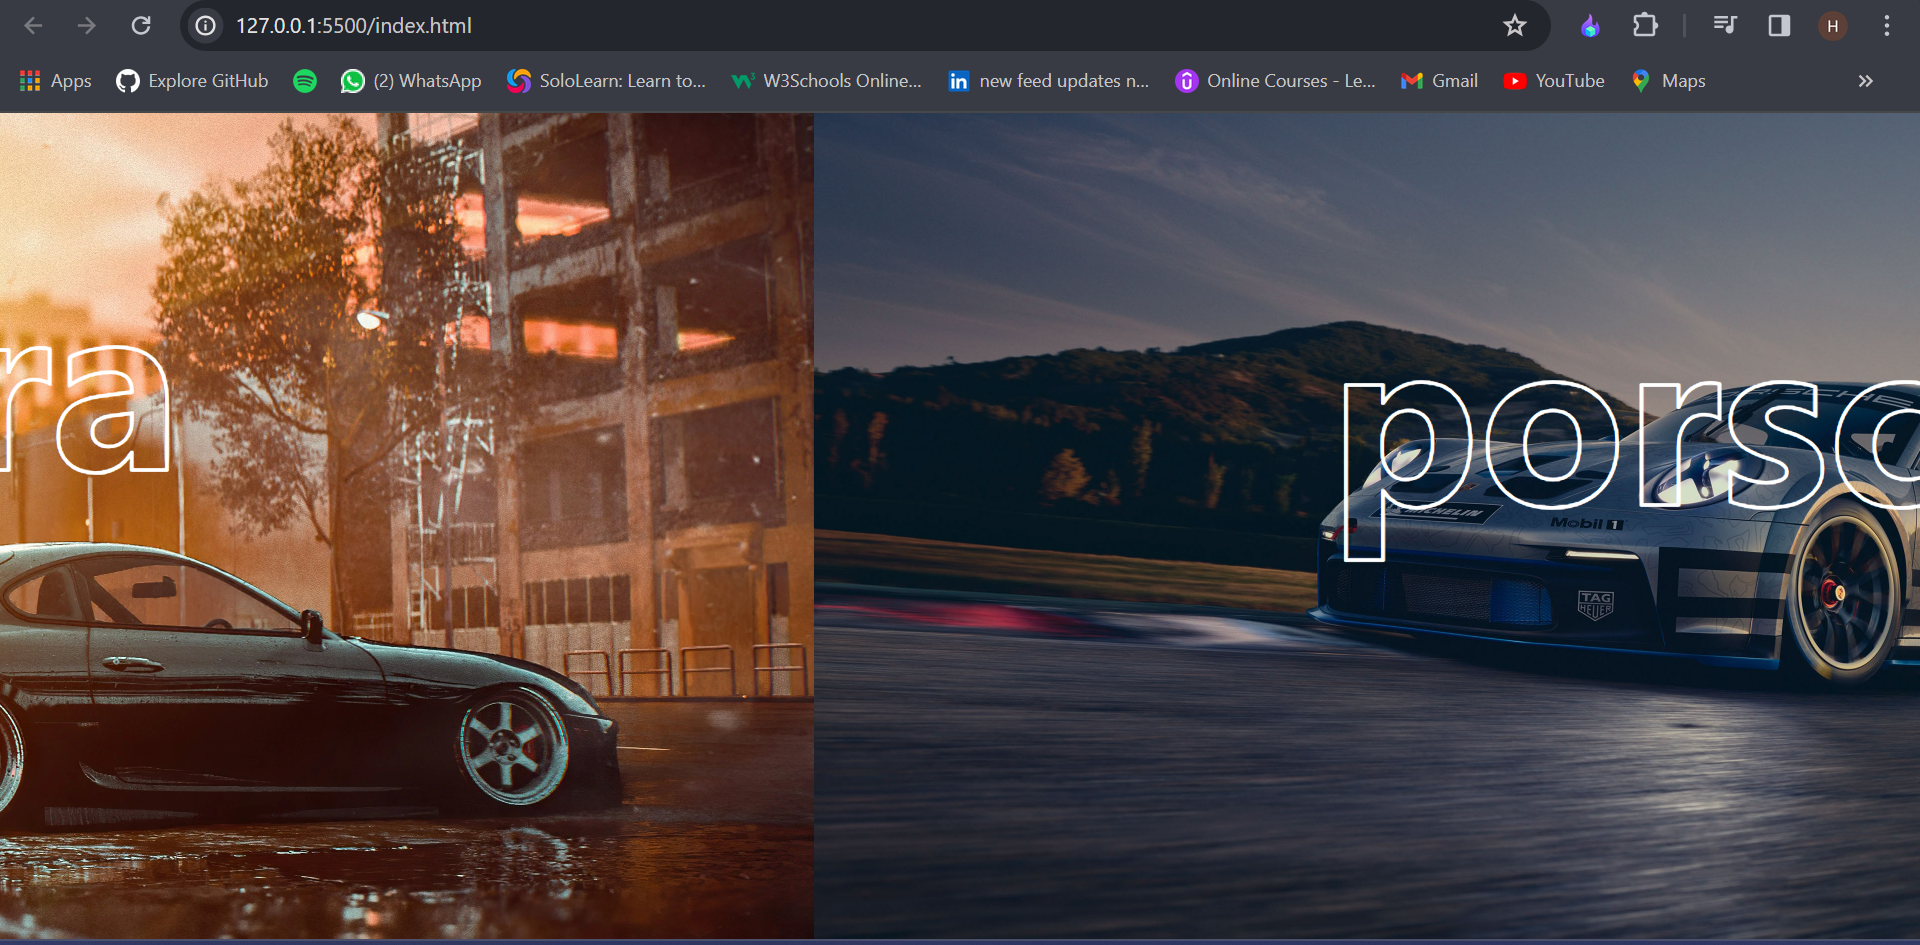 127.0.0.1:5500/index.html
H
Apps
Explore GitHub
(2) WhatsApp
SoloLearn: Learn to...
W3Schools Online...
in
new feed updates n...
Online Courses - Le...
Gmail
YouTube
Maps
ra
porsc
MICHELIN
Mobil 1
TAG
HEUER